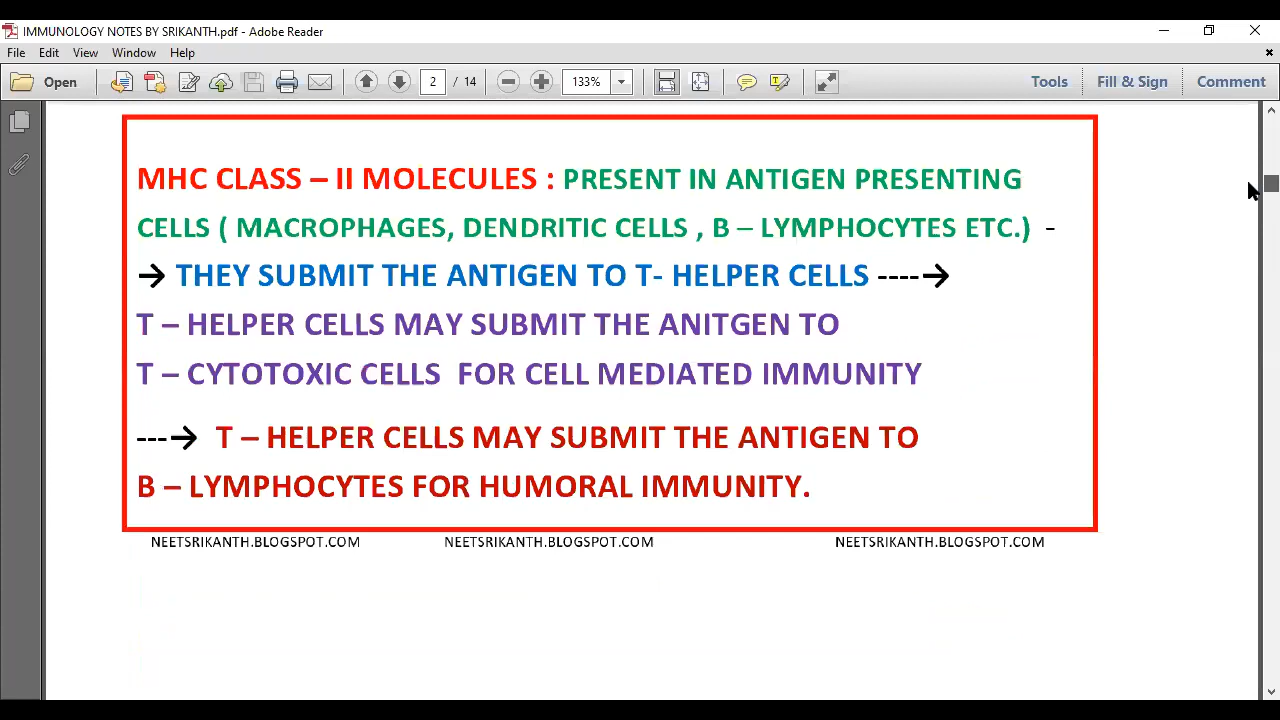 IMMUNOLOGY NOTES BY SRIKANTH.pdf - Adobe Reader
File Edit View Window Help
Open 2 / 14 133% Tools Fill & Sign Comment
MHC CLASS – II MOLECULES : PRESENT IN ANTIGEN PRESENTING
CELLS ( MACROPHAGES, DENDRITIC CELLS , B – LYMPHOCYTES ETC.) -
→ THEY SUBMIT THE ANTIGEN TO T- HELPER CELLS ----→
T – HELPER CELLS MAY SUBMIT THE ANITGEN TO
T – CYTOTOXIC CELLS FOR CELL MEDIATED IMMUNITY
---→ T – HELPER CELLS MAY SUBMIT THE ANTIGEN TO
B – LYMPHOCYTES FOR HUMORAL IMMUNITY.
NEETSRIKANTH.BLOGSPOT.COM NEETSRIKANTH.BLOGSPOT.COM NEETSRIKANTH.BLOGSPOT.COM